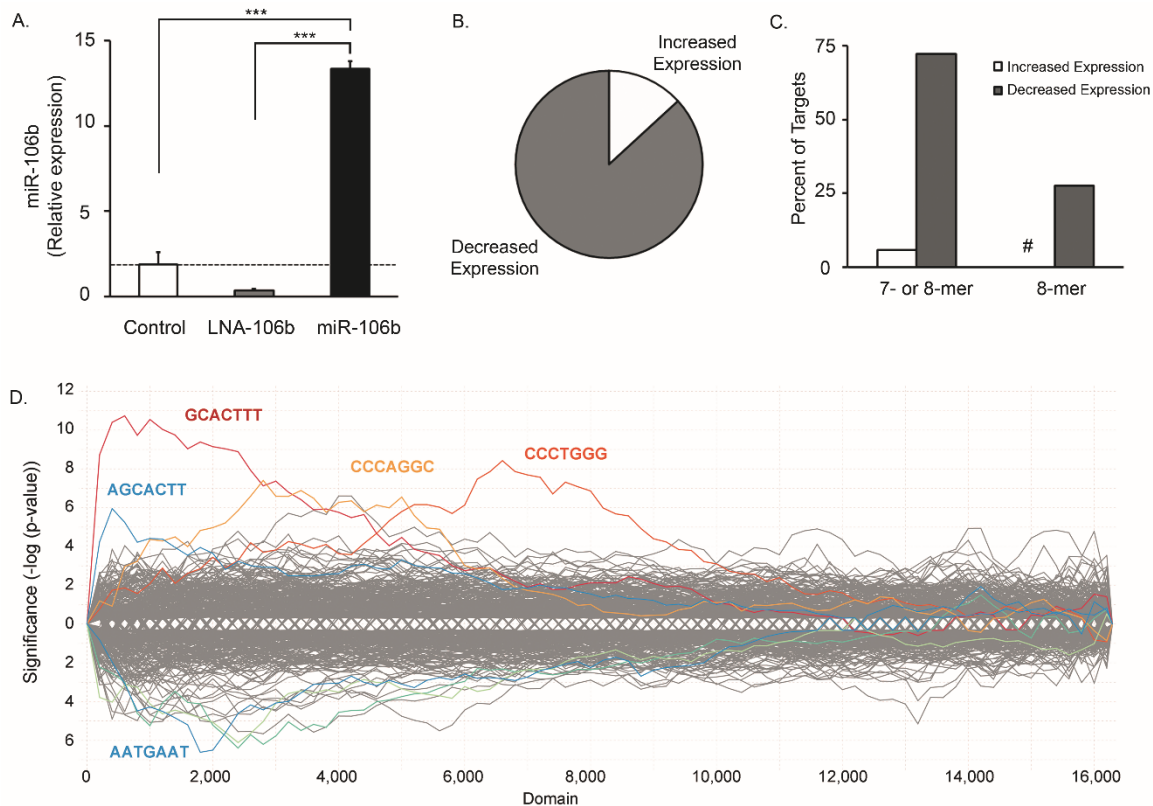 A.
***
***
15
10
5
0
miR-106b
(Relative expression)
Control LNA-106b miR-106b
B.
Increased
Expression
Decreased
Expression
C.
75
50
25
0
Percent of Targets
Increased Expression
Decreased Expression
#
7- or 8-mer 8-mer
D.
12
10
8
6
4
2
0
2
4
6
Significance (-log (p-value))
GCACTTT
CCCAGGC
CCCTGGG
AGCACTT
AATGAAT
0 2,000 4,000 6,000 8,000 10,000 12,000 14,000 16,000
Domain